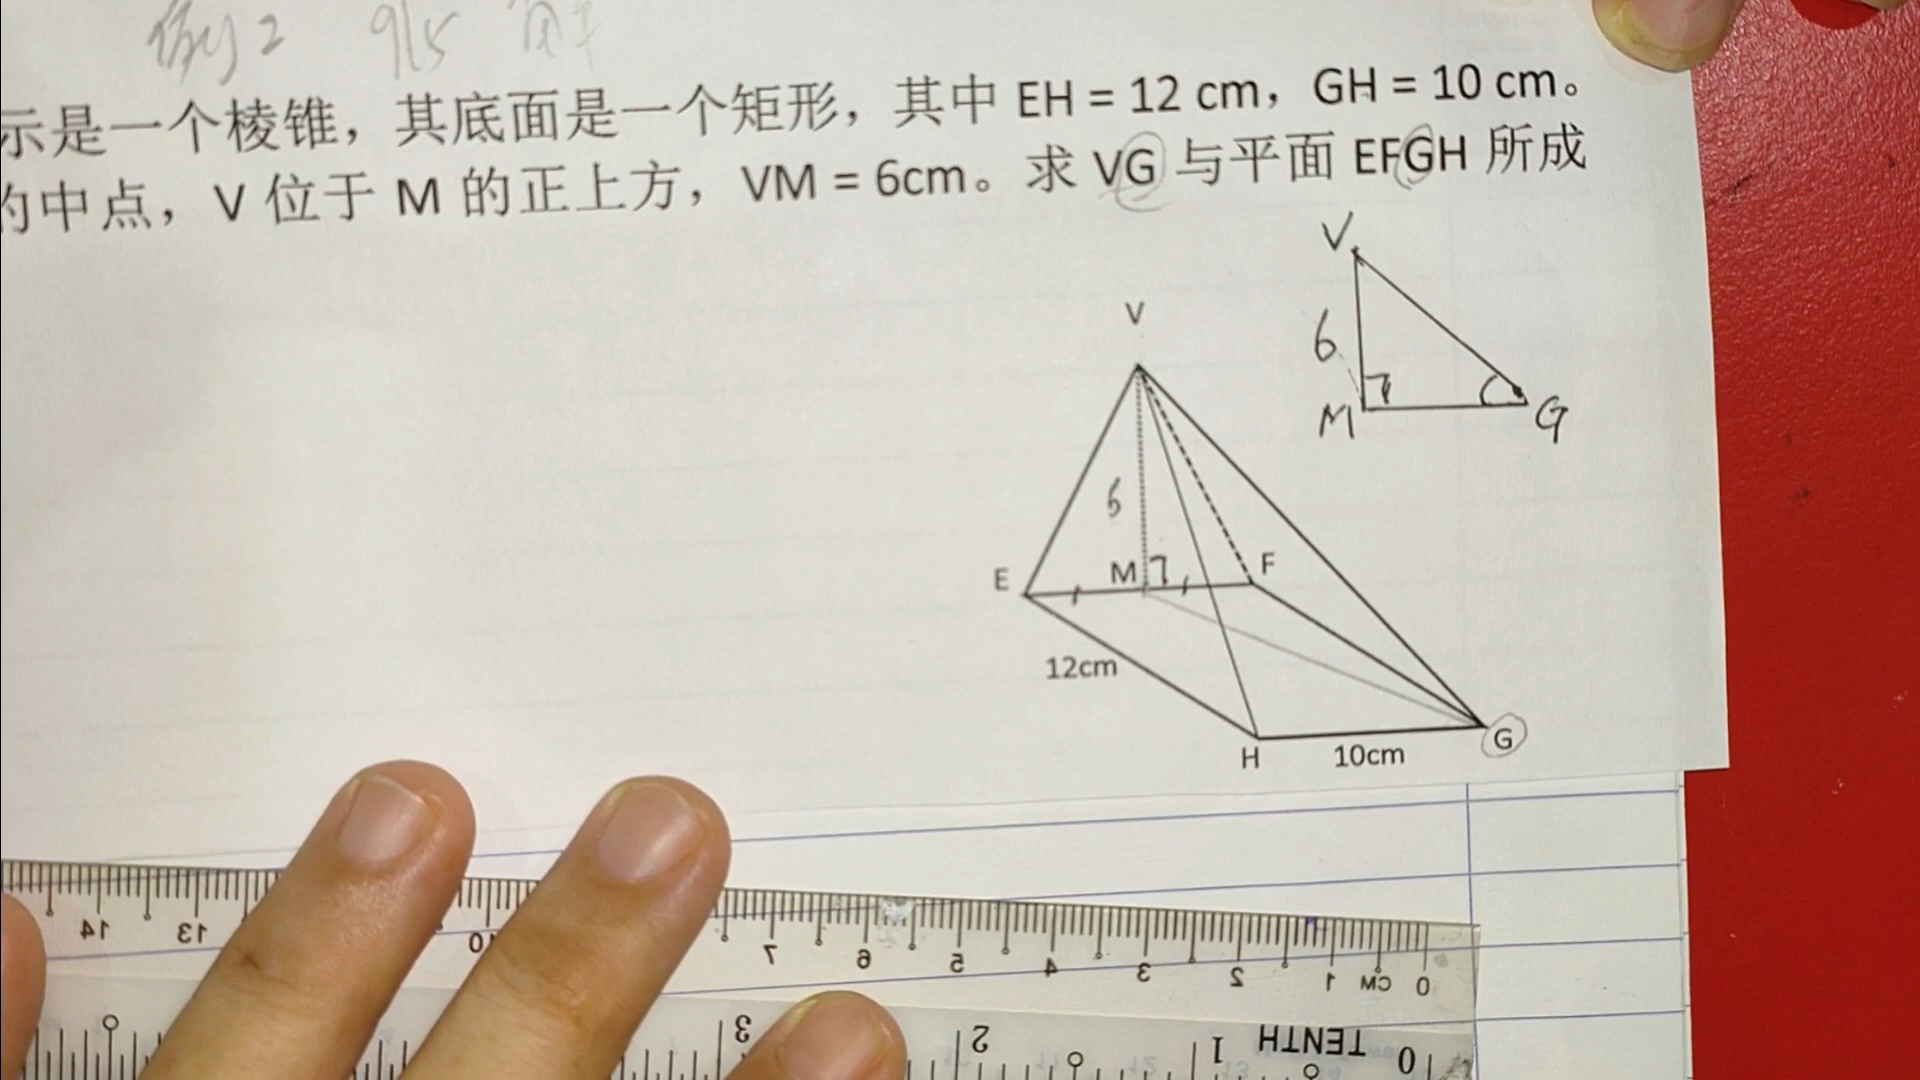 例2 9/5
示是一个棱锥，其底面是一个矩形，其中 EH = 12 cm，GH = 10 cm。
的中点，V 位于 M 的正上方，VM = 6cm。求 VG 与平面 EFGH 所成
V
6
M
G
V
6
E
M
F
12cm
H
10cm
G
14 13 10 7 6 5 4 3 2 1 CM 0
3 2 1 TENTH 0